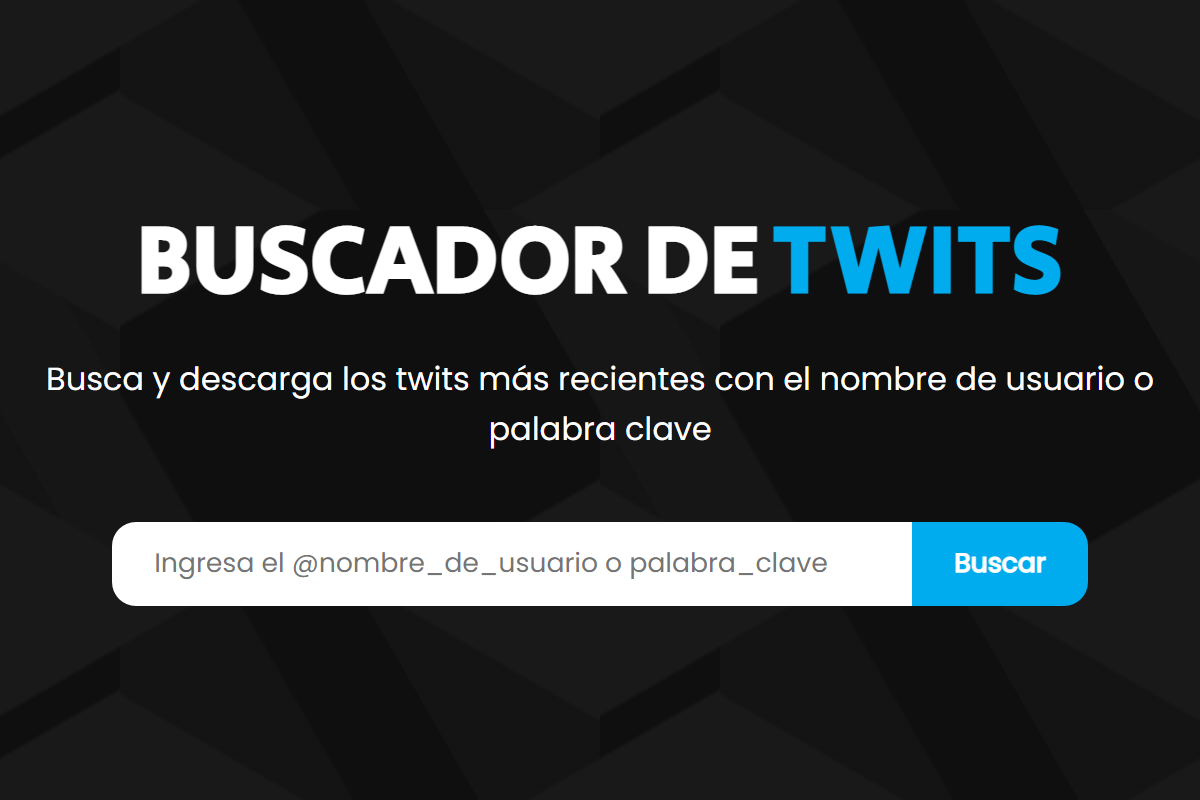 BUSCADOR DE TWITS
Busca y descarga los twits más recientes con el nombre de usuario o
palabra clave
Ingresa el @nombre_de_usuario o palabra_clave
Buscar